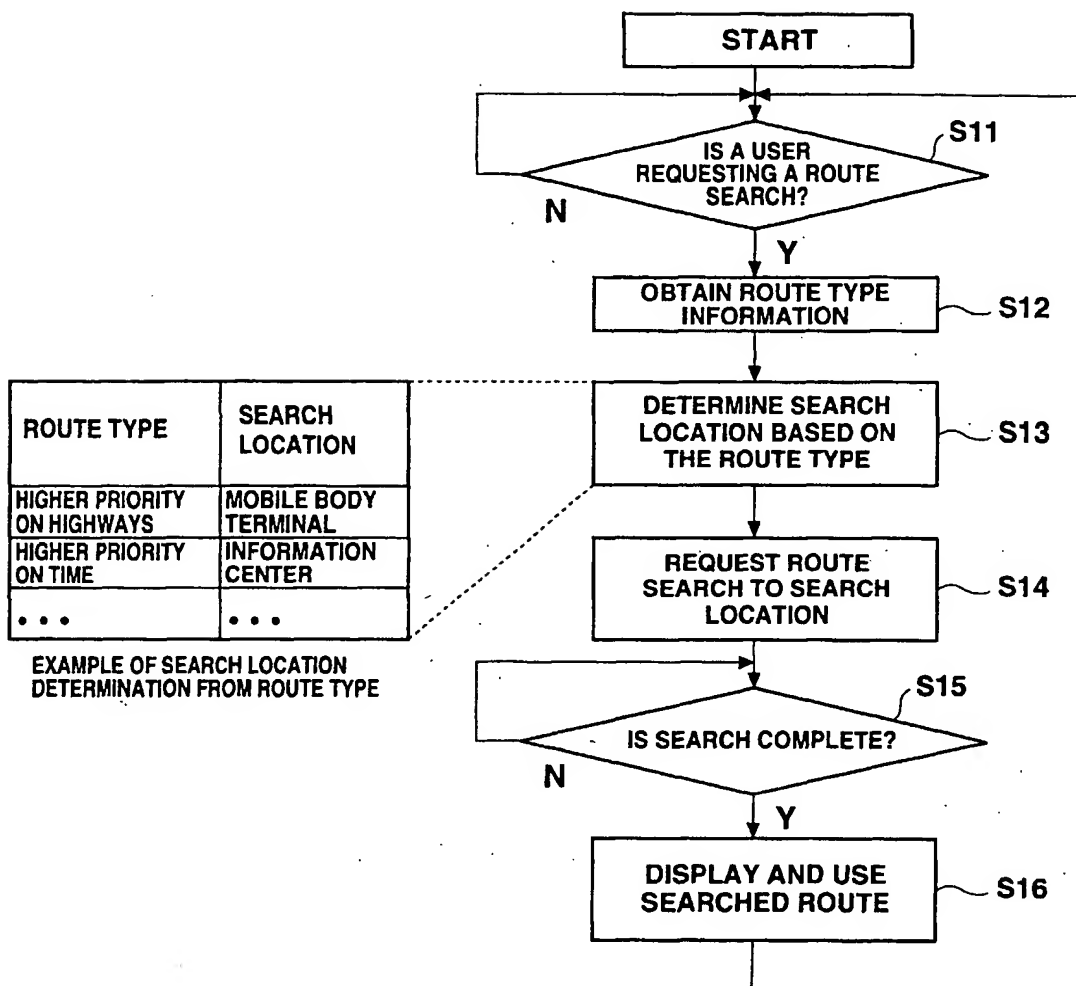 START
S11
IS A USER
REQUESTING A ROUTE
SEARCH?
N
Y
OBTAIN ROUTE TYPE
INFORMATION
S12
ROUTE TYPE
SEARCH
LOCATION
HIGHER PRIORITY
ON HIGHWAYS
MOBILE BODY
TERMINAL
HIGHER PRIORITY
ON TIME
INFORMATION
CENTER
• • •
• • •
EXAMPLE OF SEARCH LOCATION
DETERMINATION FROM ROUTE TYPE
DETERMINE SEARCH
LOCATION BASED ON
THE ROUTE TYPE
S13
REQUEST ROUTE
SEARCH TO SEARCH
LOCATION
S14
S15
IS SEARCH COMPLETE?
N
Y
DISPLAY AND USE
SEARCHED ROUTE
S16